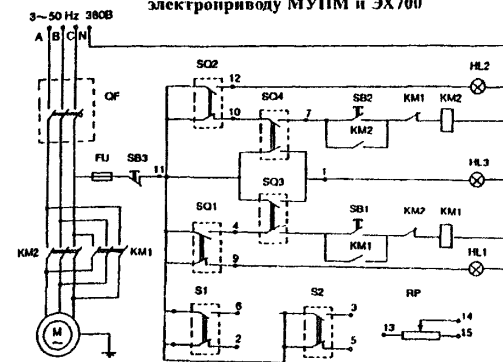 электроприводу МУПМ и ЭХ700
3~50 Hz 380В
A B C N
QF
SQ2
12
HL2
10
SQ4
7
SB2
KM1
KM2
KM2
FU
SB3
11
1
HL3
SQ3
SQ1
4
SB1
KM2
KM1
KM1
9
HL1
KM2
KM1
S1
6
2
S2
3
5
RP
13
14
15
M